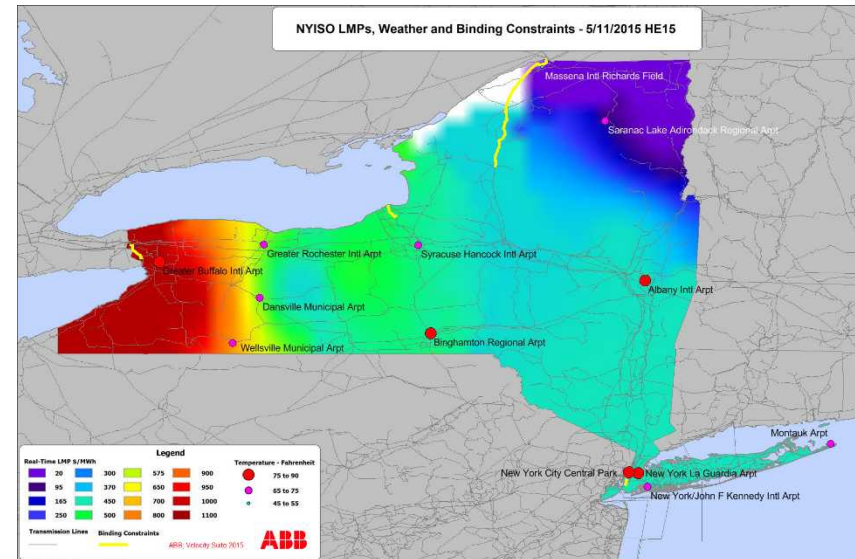 NYISO LMPs, Weather and Binding Constraints - 5/11/2015 HE15
Massena Intl-Richards Field
Saranac Lake Adirondack Regional Arpt
Greater Rochester Intl Arpt
Syracuse Hancock Intl Arpt
Greater Buffalo Intl Arpt
Albany Intl Arpt
Dansville Municipal Arpt
Wellsville Municipal Arpt
Binghamton Regional Arpt
Montauk Arpt
New York City Central Park
New York La Guardia Arpt
New York/John F Kennedy Intl Arpt
Legend
Real-Time LMP $/MWh
Temperature - Fahrenheit
20 300 575 900
95 370 650 950
165 450 700 1000
250 500 800 1100
75 to 90
65 to 75
45 to 55
Transmission Lines
Binding Constraints
ABB, Velocity Suite 2015
ABB